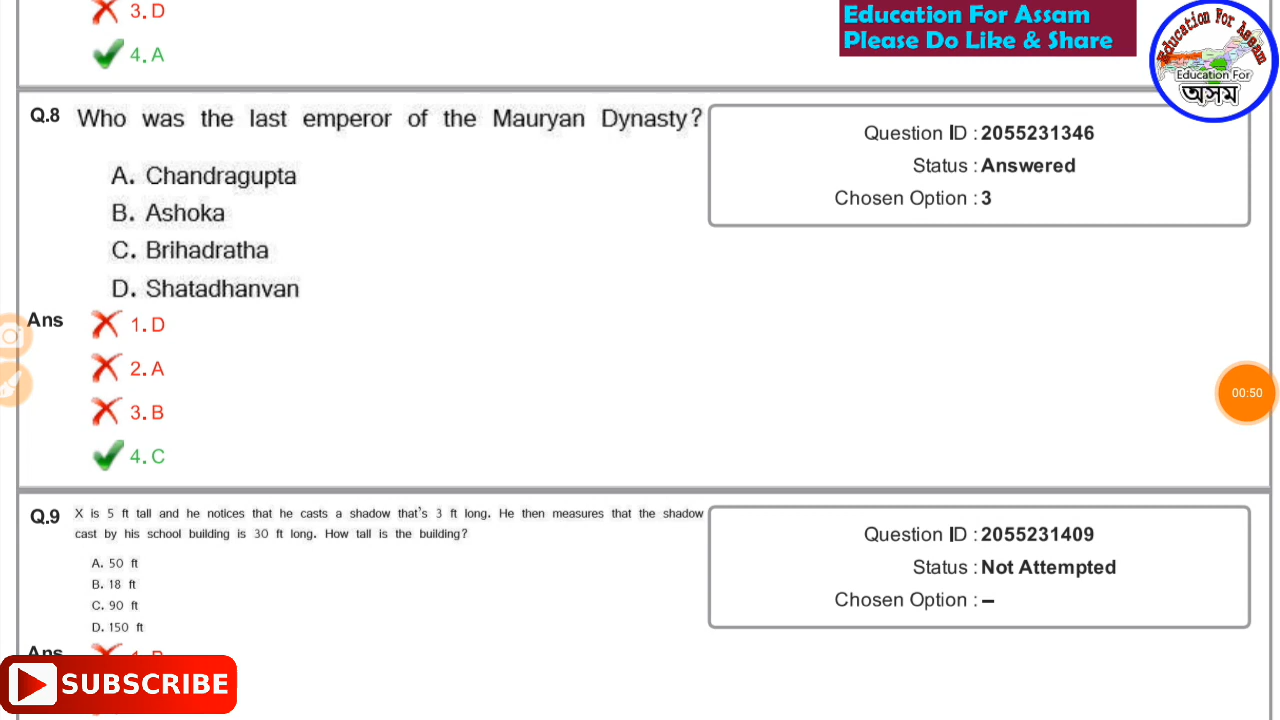 3. D
4. A
Education For Assam
Please Do Like & Share
Education For Assam
Education For
অসম
Q.8 Who was the last emperor of the Mauryan Dynasty?
A. Chandragupta
B. Ashoka
C. Brihadratha
D. Shatadhanvan
Question ID : 2055231346
Status : Answered
Chosen Option : 3
Ans
1. D
2. A
3. B
4. C
00:50
Q.9 X is 5 ft tall and he notices that he casts a shadow that's 3 ft long. He then measures that the shadow
cast by his school building is 30 ft long. How tall is the building?
A. 50 ft
B. 18 ft
C. 90 ft
D. 150 ft
Question ID : 2055231409
Status : Not Attempted
Chosen Option : –
Ans
SUBSCRIBE